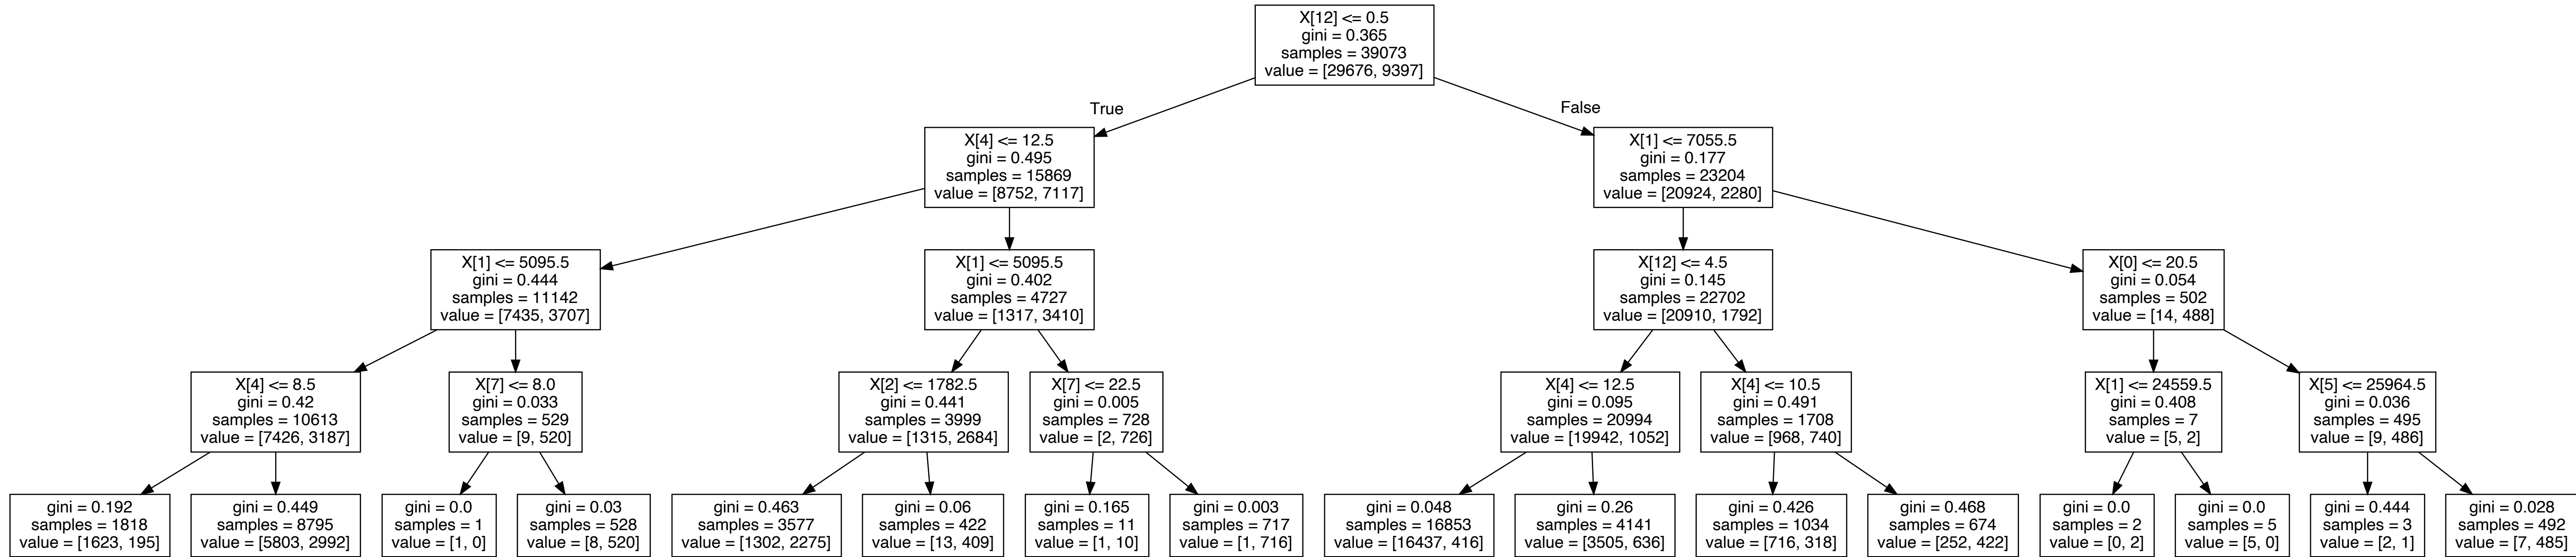 X[12] <= 0.5
gini = 0.365
samples = 39073
value = [29676, 9397]
True
False
X[4] <= 12.5
gini = 0.495
samples = 15869
value = [8752, 7117]
X[1] <= 7055.5
gini = 0.177
samples = 23204
value = [20924, 2280]
X[1] <= 5095.5
gini = 0.444
samples = 11142
value = [7435, 3707]
X[1] <= 5095.5
gini = 0.402
samples = 4727
value = [1317, 3410]
X[12] <= 4.5
gini = 0.145
samples = 22702
value = [20910, 1792]
X[0] <= 20.5
gini = 0.054
samples = 502
value = [14, 488]
X[4] <= 8.5
gini = 0.42
samples = 10613
value = [7426, 3187]
X[7] <= 8.0
gini = 0.033
samples = 529
value = [9, 520]
X[2] <= 1782.5
gini = 0.441
samples = 3999
value = [1315, 2684]
X[7] <= 22.5
gini = 0.005
samples = 728
value = [2, 726]
X[4] <= 12.5
gini = 0.095
samples = 20994
value = [19942, 1052]
X[4] <= 10.5
gini = 0.491
samples = 1708
value = [968, 740]
X[1] <= 24559.5
gini = 0.408
samples = 7
value = [5, 2]
X[5] <= 25964.5
gini = 0.036
samples = 495
value = [9, 486]
gini = 0.192
samples = 1818
value = [1623, 195]
gini = 0.449
samples = 8795
value = [5803, 2992]
gini = 0.0
samples = 1
value = [1, 0]
gini = 0.03
samples = 528
value = [8, 520]
gini = 0.463
samples = 3577
value = [1302, 2275]
gini = 0.06
samples = 422
value = [13, 409]
gini = 0.165
samples = 11
value = [1, 10]
gini = 0.003
samples = 717
value = [1, 716]
gini = 0.048
samples = 16853
value = [16437, 416]
gini = 0.26
samples = 4141
value = [3505, 636]
gini = 0.426
samples = 1034
value = [716, 318]
gini = 0.468
samples = 674
value = [252, 422]
gini = 0.0
samples = 2
value = [0, 2]
gini = 0.0
samples = 5
value = [5, 0]
gini = 0.444
samples = 3
value = [2, 1]
gini = 0.028
samples = 492
value = [7, 485]